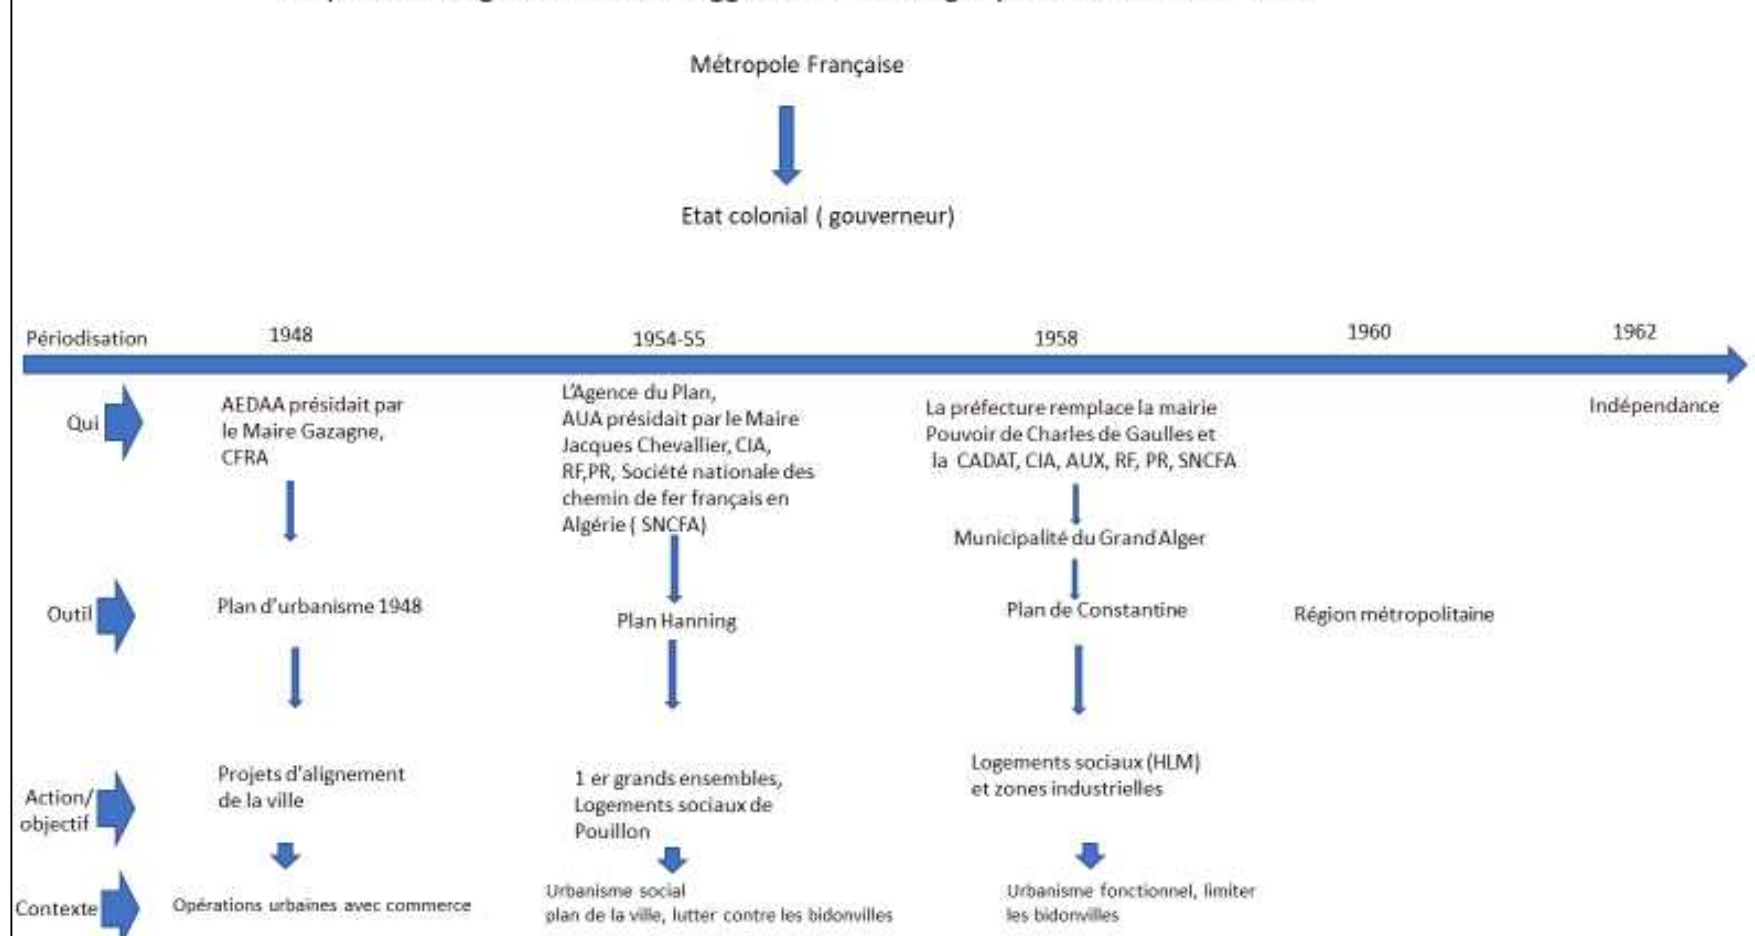 Métropole Française
Etat colonial ( gouverneur)
Périodisation
1948
1954-55
1958
1960
1962
Qui
AEDAA présidait par
le Maire Gazagne,
CFRA
L'Agence du Plan,
AUA présidait par le Maire
Jacques Chevallier, CIA,
RF,PR, Société nationale des
chemin de fer français en
Algérie ( SNCFA)
La préfecture remplace la mairie
Pouvoir de Charles de Gaulles et
la CADAT, CIA, AUX, RF, PR, SNCFA
Municipalité du Grand Alger
Indépendance
Outil
Plan d'urbanisme 1948
Plan Hanning
Plan de Constantine
Région métropolitaine
Action/
objectif
Projets d'alignement
de la ville
1 er grands ensembles,
Logements sociaux de
Pouillon
Logements sociaux (HLM)
et zones industrielles
Contexte
Opérations urbaines avec commerce
Urbanisme social
plan de la ville, lutter contre les bidonvilles
Urbanisme fonctionnel, limiter
les bidonvilles